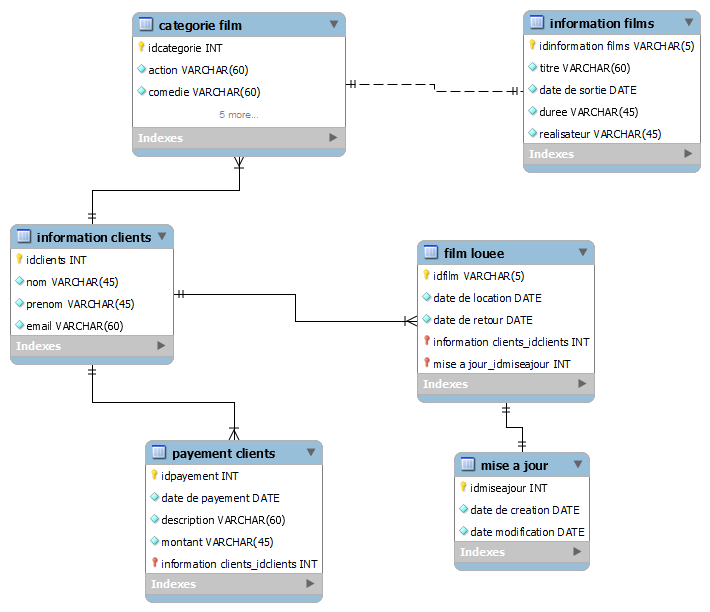 categorie film
idcategorie INT
action VARCHAR(60)
comedie VARCHAR(60)
5 more...
Indexes
information films
idinformation films VARCHAR(5)
titre VARCHAR(60)
date de sortie DATE
duree VARCHAR(45)
realisateur VARCHAR(45)
Indexes
information clients
idclients INT
nom VARCHAR(45)
prenom VARCHAR(45)
email VARCHAR(60)
Indexes
film louee
idfilm VARCHAR(5)
date de location DATE
date de retour DATE
information clients_idclients INT
mise a jour_idmiseajour INT
Indexes
payement clients
idpayement INT
date de payement DATE
description VARCHAR(60)
montant VARCHAR(45)
information clients_idclients INT
Indexes
mise a jour
idmiseajour INT
date de creation DATE
date modification DATE
Indexes